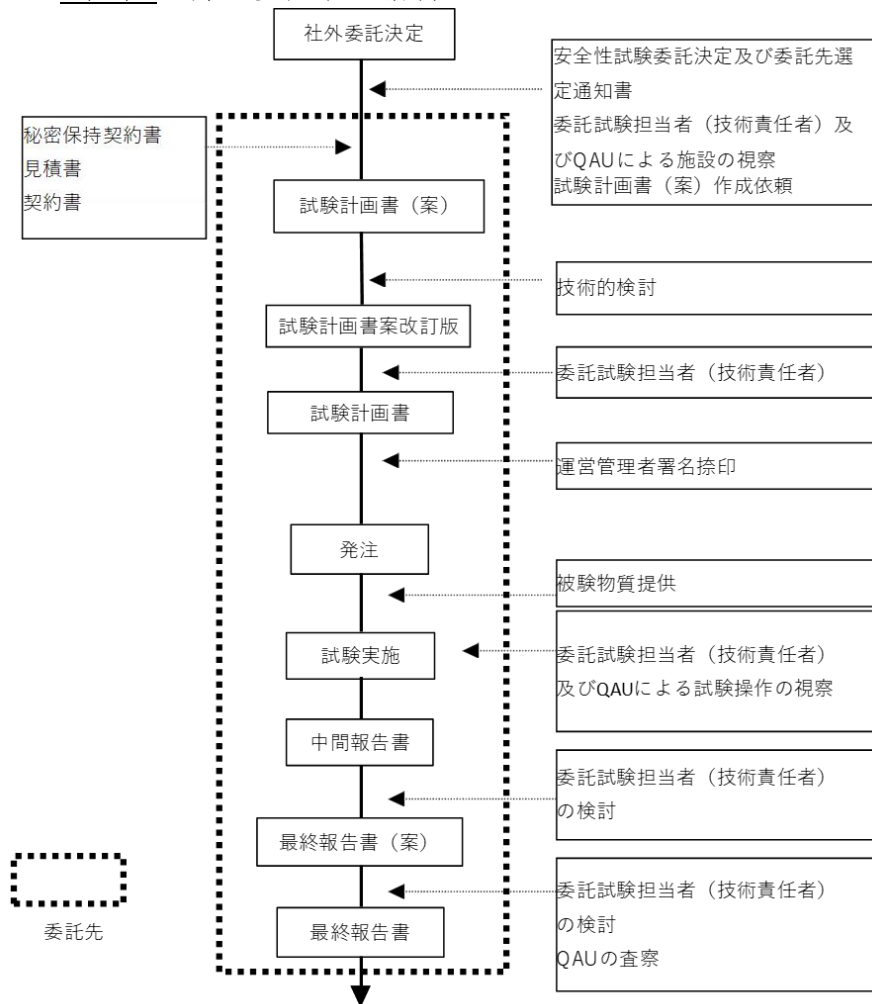 社外委託決定
安全性試験委託決定及び委託先選
定通知書
委託試験担当者（技術責任者）及
びQAUによる施設の視察
試験計画書（案）作成依頼
秘密保持契約書
見積書
契約書
試験計画書（案）
技術的検討
試験計画書案改訂版
委託試験担当者（技術責任者）
試験計画書
運営管理者署名捺印
発注
被験物質提供
試験実施
委託試験担当者（技術責任者）
及びQAUによる試験操作の視察
中間報告書
委託試験担当者（技術責任者）
の検討
最終報告書（案）
委託試験担当者（技術責任者）
の検討
QAUの査察
最終報告書
委託先